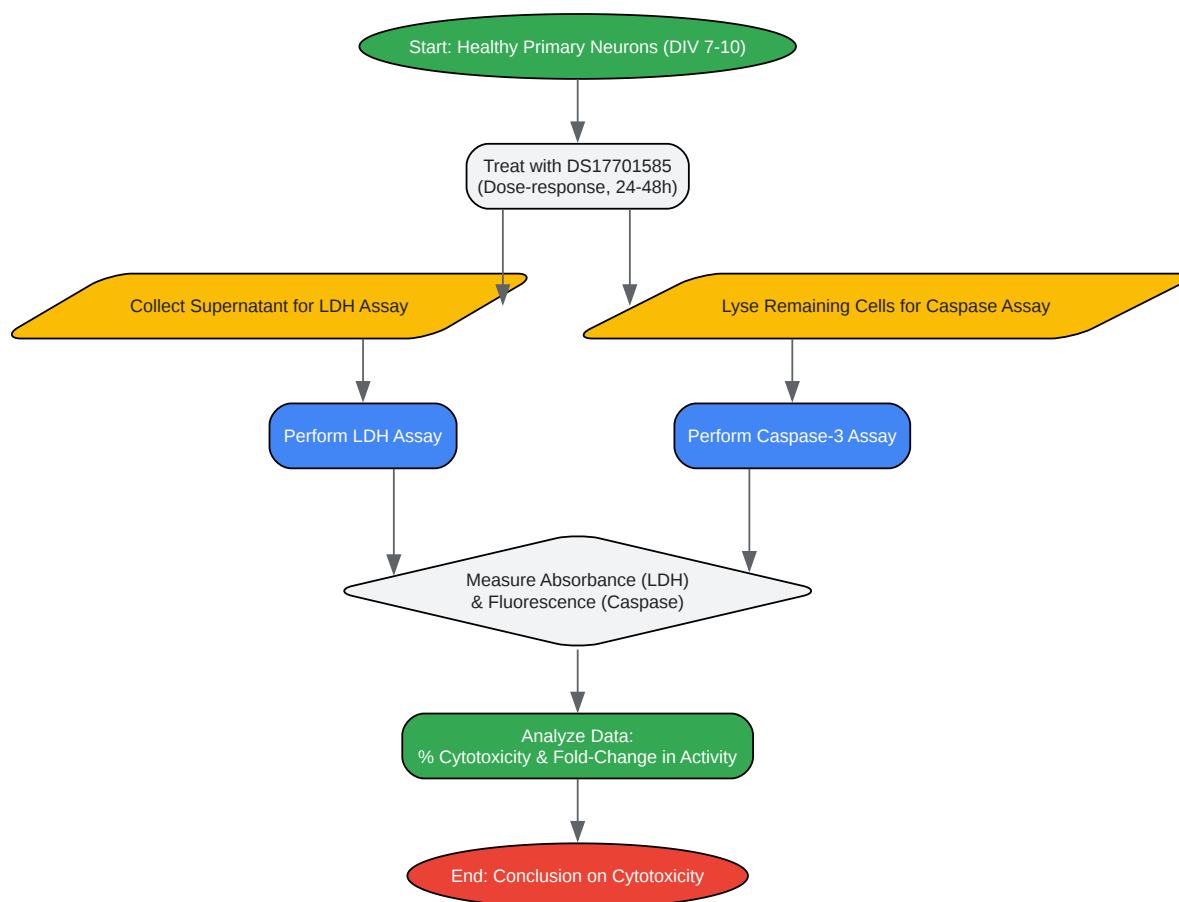 Start: Healthy Primary Neurons (DIV 7-10)
Treat with DS17701585
(Dose-response, 24-48h)
Collect Supernatant for LDH Assay
Lyse Remaining Cells for Caspase Assay
Perform LDH Assay
Perform Caspase-3 Assay
Measure Absorbance (LDH)
& Fluorescence (Caspase)
Analyze Data:
% Cytotoxicity & Fold-Change in Activity
End: Conclusion on Cytotoxicity